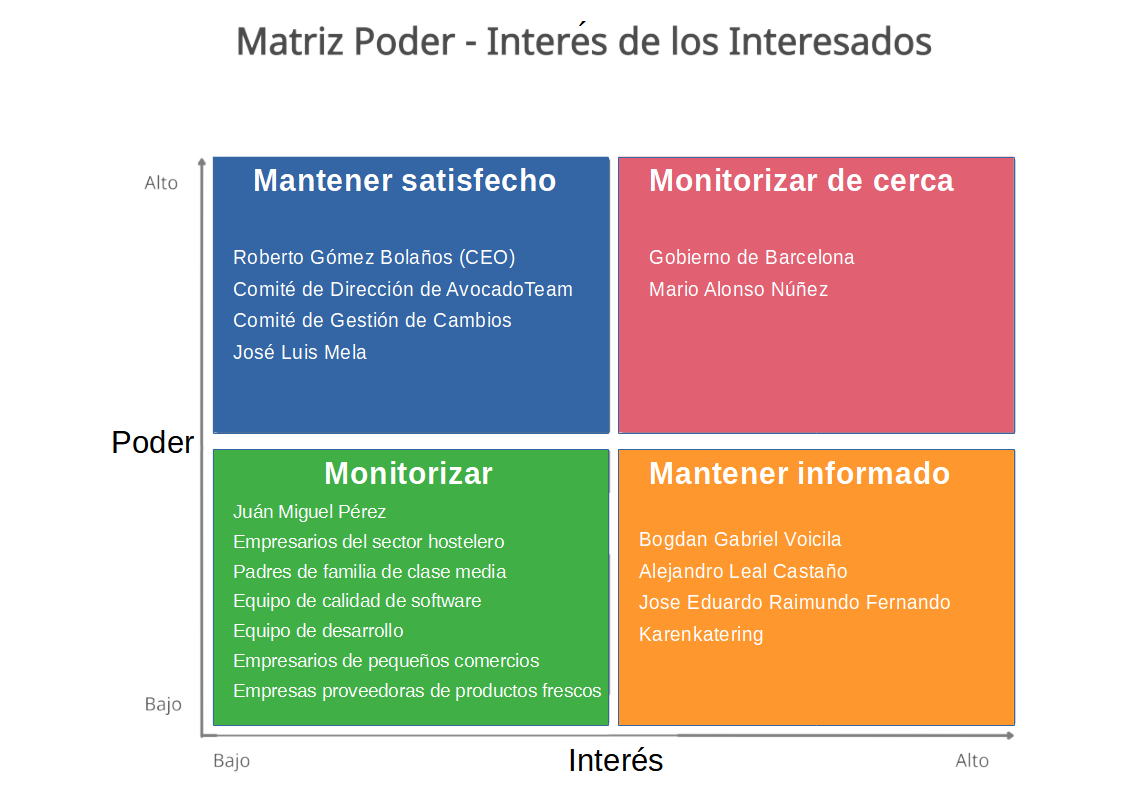 Matriz Poder - Interés de los Interesados
Alto
Mantener satisfecho
Roberto Gómez Bolaños (CEO)
Comité de Dirección de AvocadoTeam
Comité de Gestión de Cambios
José Luis Mela
Monitorizar de cerca
Gobierno de Barcelona
Mario Alonso Núñez
Poder
Monitorizar
Juán Miguel Pérez
Empresarios del sector hostelero
Padres de familia de clase media
Equipo de calidad de software
Equipo de desarrollo
Empresarios de pequeños comercios
Empresas proveedoras de productos frescos
Mantener informado
Bogdan Gabriel Voicila
Alejandro Leal Castaño
Jose Eduardo Raimundo Fernando
Karenkatering
Bajo
Bajo
Interés
Alto